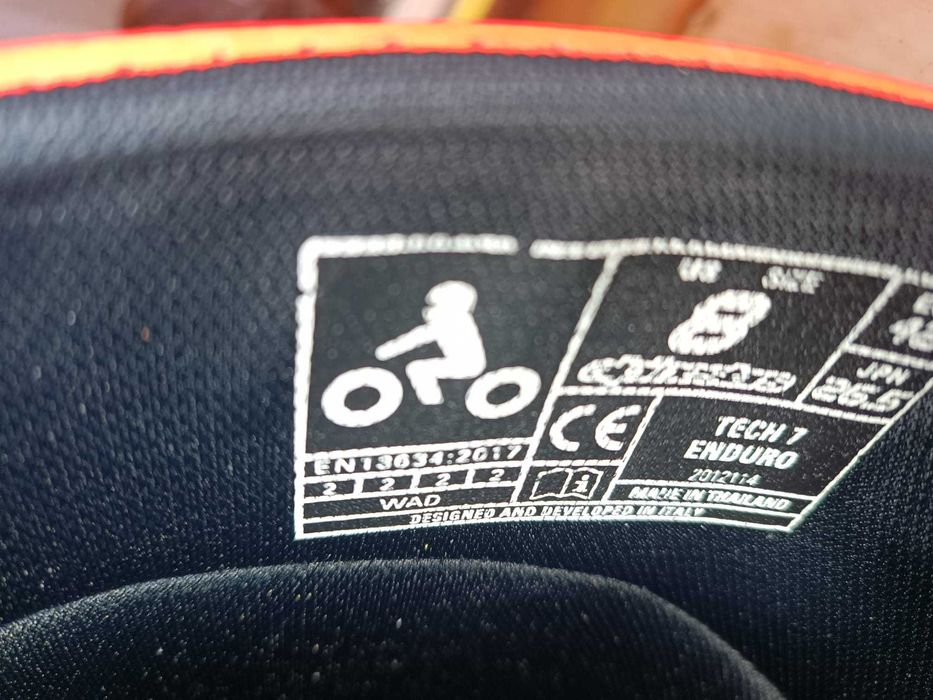 US SIZE
8
alpinestars
JPN
26.5
CE
TECH 7
ENDURO
2012114
MADE IN THAILAND
EN13634:2017
2 2 2 2
WAD
DESIGNED AND DEVELOPED IN ITALY